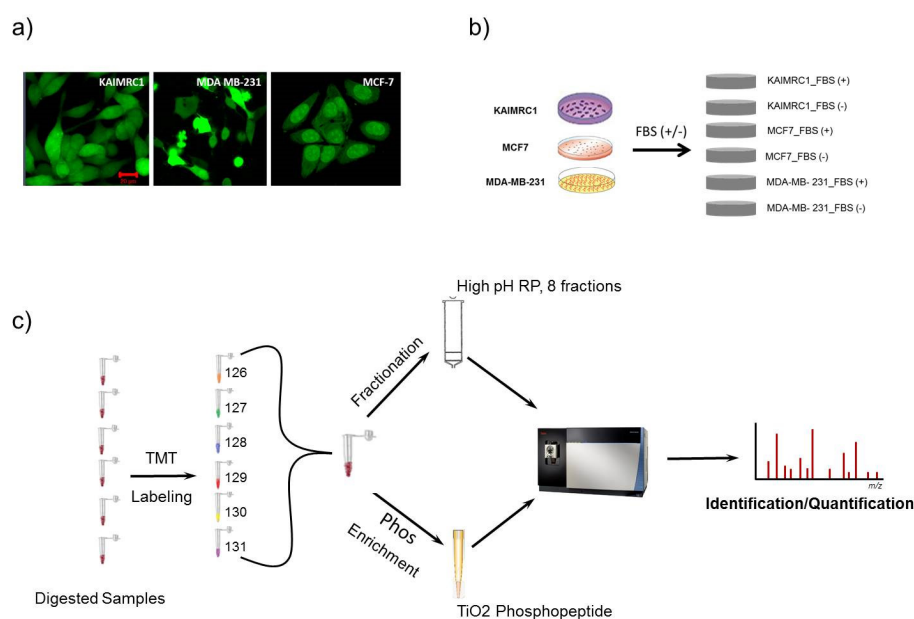 a)
KAIMRC1
MDA MB-231
MCF-7
b)
KAIMRC1
MCF7
MDA-MB-231
FBS (+/-)
KAIMRC1_FBS (+)
KAIMRC1_FBS (-)
MCF7_FBS (+)
MCF7_FBS (-)
MDA-MB- 231_FBS (+)
MDA-MB- 231_FBS (-)
c)
TMT
Labeling
Digested Samples
126
127
128
129
130
131
Fractionation
High pH RP, 8 fractions
Phos
Enrichment
TiO2 Phosphopeptide
m/z
Identification/Quantification